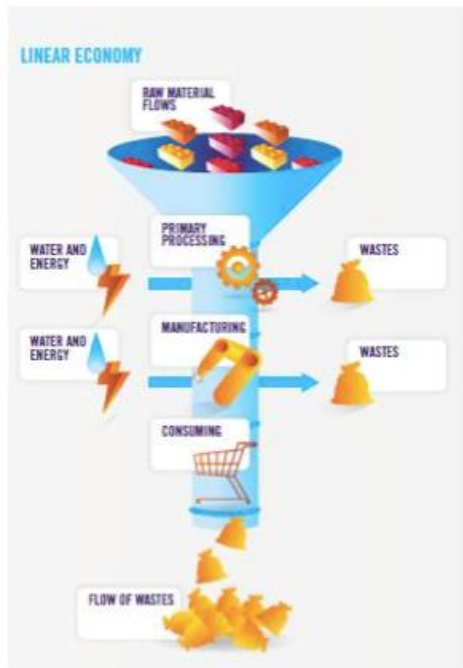 LINEAR ECONOMY
RAW MATERIAL
FLOWS
PRIMARY
PROCESSING
WATER AND
ENERGY
WASTES
MANUFACTURING
WATER AND
ENERGY
WASTES
CONSUMING
FLOW OF WASTES